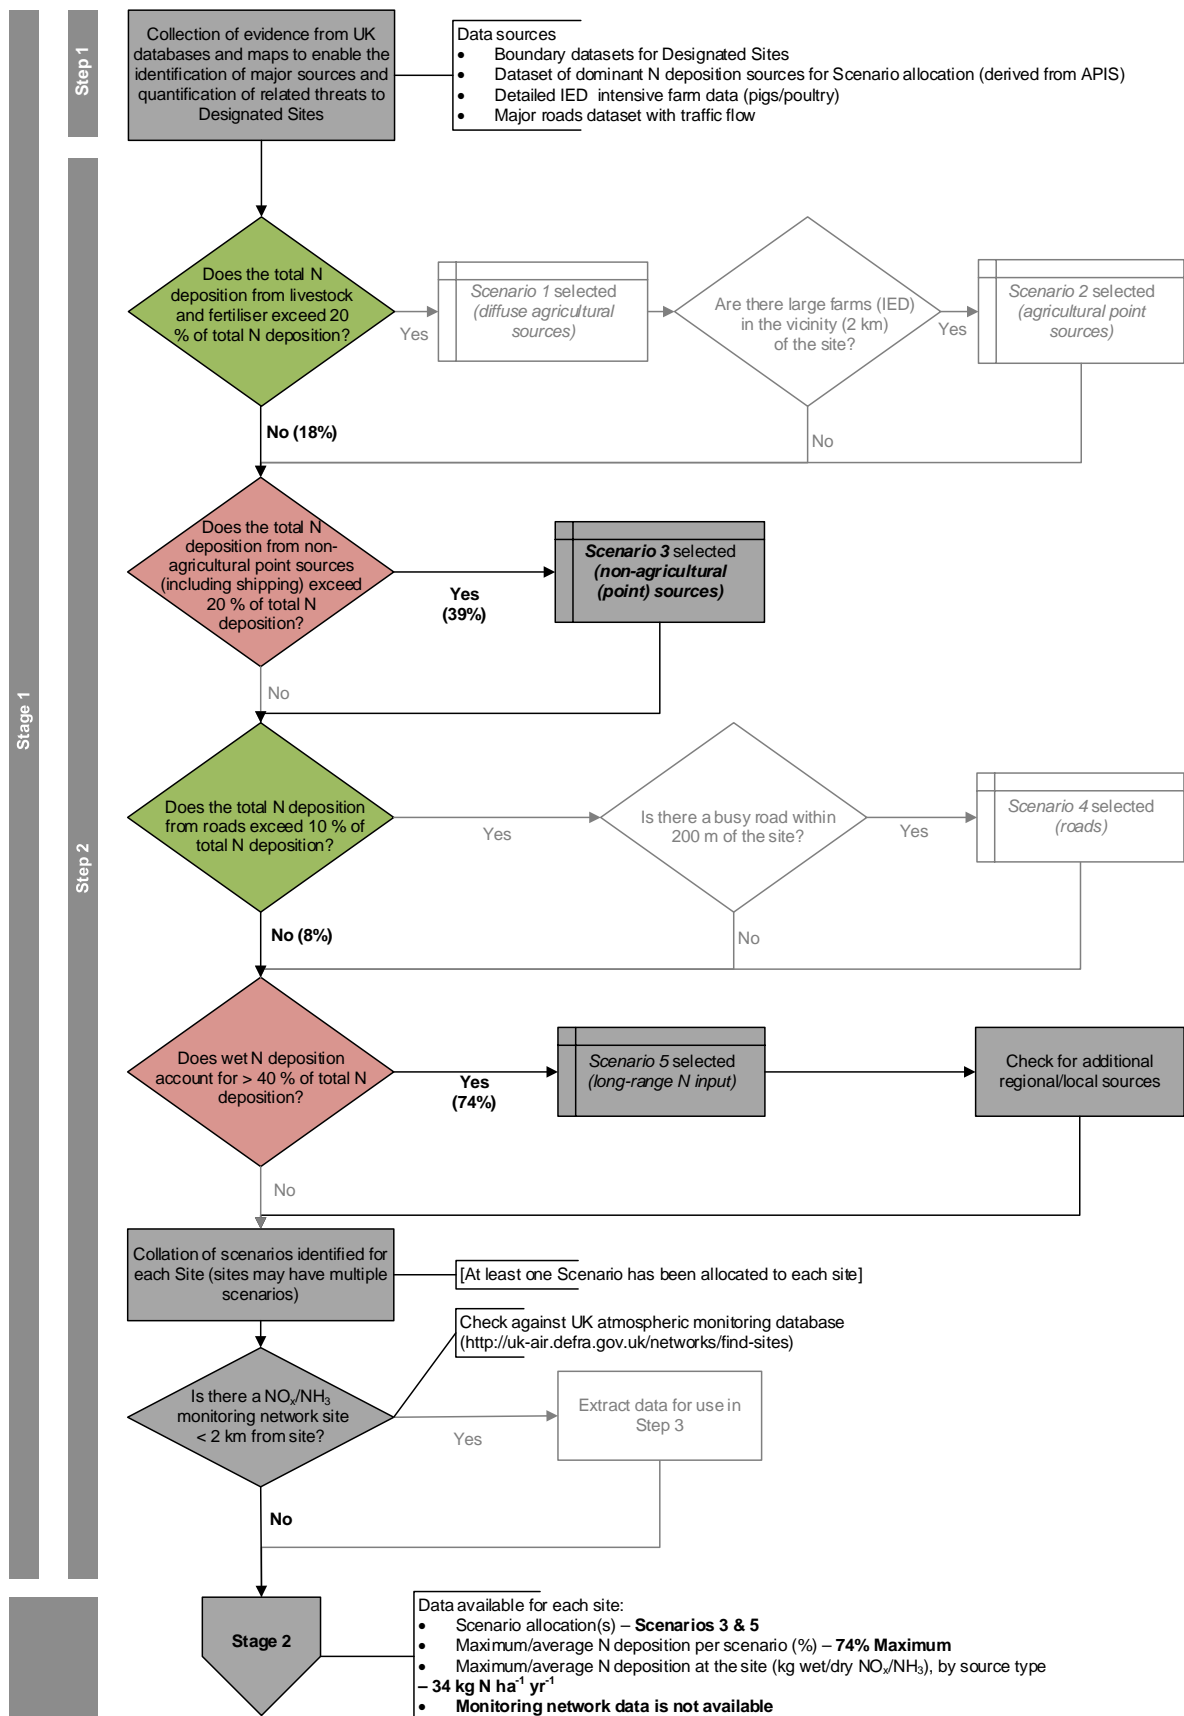 Stage 1
Step 1
Collection of evidence from UK
databases and maps to enable the
identification of major sources and
quantification of related threats to
Designated Sites
Data sources
• Boundary datasets for Designated Sites
• Dataset of dominant N deposition sources for Scenario allocation (derived from APIS)
• Detailed IED intensive farm data (pigs/poultry)
• Major roads dataset with traffic flow
Step 2
Does the total N
deposition from livestock
and fertiliser exceed 20
% of total N deposition?
Yes
Scenario 1 selected
(diffuse agricultural
sources)
Are there large farms (IED)
in the vicinity (2 km)
of the site?
Yes
Scenario 2 selected
(agricultural point
sources)
No (18%)
No
Does the total N
deposition from non-
agricultural point sources
(including shipping) exceed
20 % of total N
deposition?
Yes
(39%)
Scenario 3 selected
(non-agricultural
(point) sources)
No
Does the total N deposition
from roads exceed 10 % of
total N deposition?
Yes
Is there a busy road within
200 m of the site?
Yes
Scenario 4 selected
(roads)
No (8%)
No
Does wet N deposition
account for > 40 % of total N
deposition?
Yes
(74%)
Scenario 5 selected
(long-range N input)
Check for additional
regional/local sources
No
Collation of scenarios identified for
each Site (sites may have multiple
scenarios)
[At least one Scenario has been allocated to each site]
Check against UK atmospheric monitoring database
(http://uk-air.defra.gov.uk/networks/find-sites)
Is there a NOₓ/NH₃
monitoring network site
< 2 km from site?
Yes
Extract data for use in
Step 3
No
Stage 2
Data available for each site:
• Scenario allocation(s) – Scenarios 3 & 5
• Maximum/average N deposition per scenario (%) – 74% Maximum
• Maximum/average N deposition at the site (kg wet/dry NOₓ/NH₃), by source type
– 34 kg N ha⁻¹ yr⁻¹
• Monitoring network data is not available